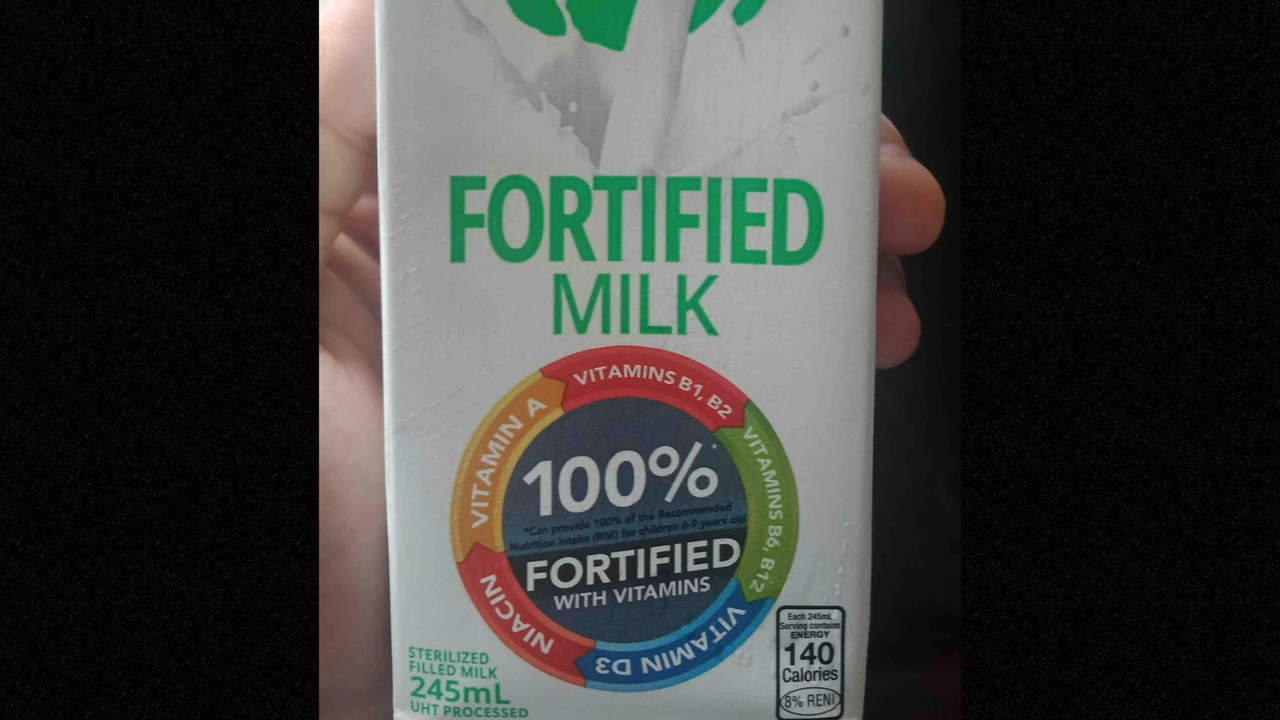 FORTIFIED
MILK
VITAMINS B1, B2
VITAMINS B6, B12
VITAMIN D3
NIACIN
VITAMIN A
100%*
*Can provide 100% of the Recommended
Nutrition Intake (RNI) for children 6-9 years old
FORTIFIED
WITH VITAMINS
STERILIZED
FILLED MILK
245mL
UHT PROCESSED
Each 245mL
Serving contains
ENERGY
140
Calories
8% RENI